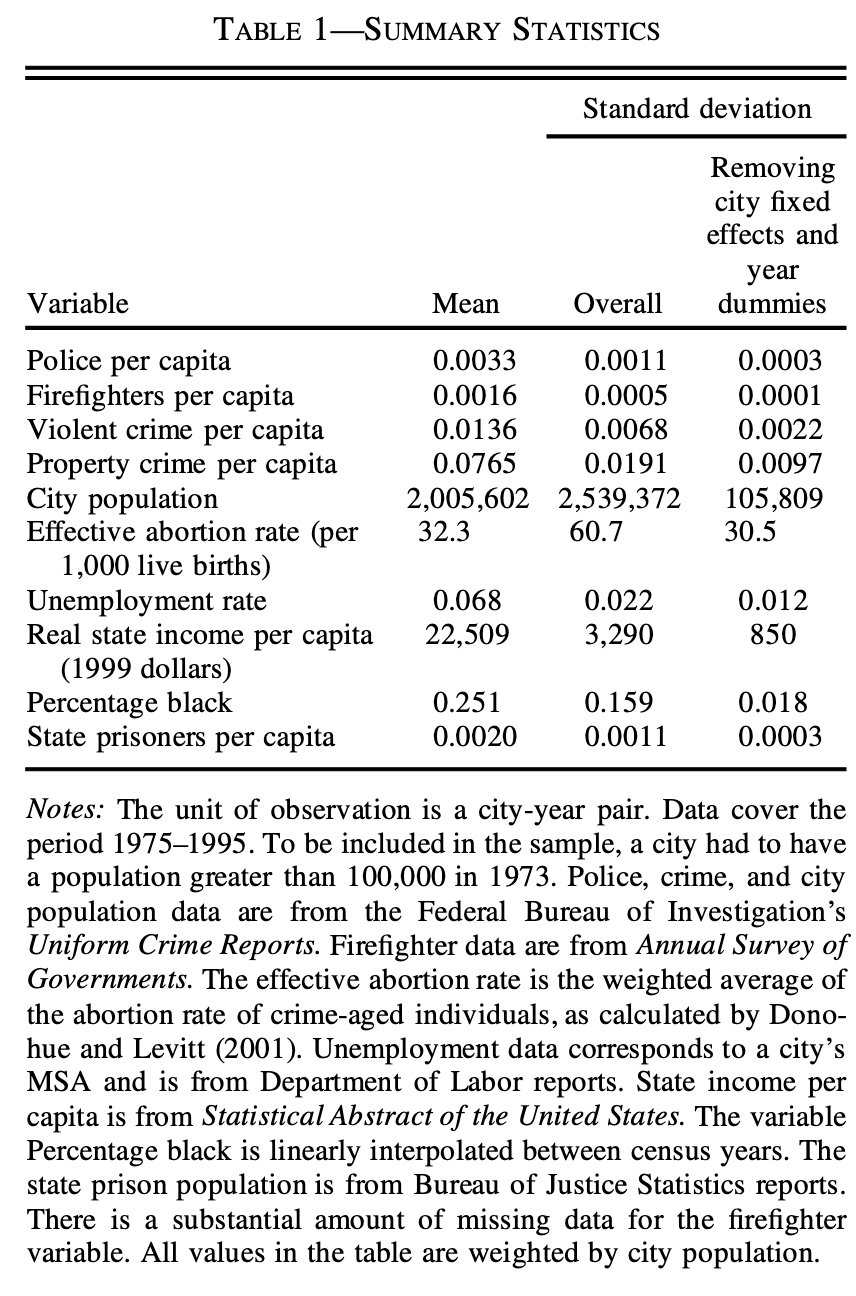 TABLE 1—SUMMARY STATISTICS
Standard deviation
Removing
city fixed
effects and
year
Variable Mean Overall dummies
Police per capita 0.0033 0.0011 0.0003
Firefighters per capita 0.0016 0.0005 0.0001
Violent crime per capita 0.0136 0.0068 0.0022
Property crime per capita 0.0765 0.0191 0.0097
City population 2,005,602 2,539,372 105,809
Effective abortion rate (per 32.3 60.7 30.5
1,000 live births)
Unemployment rate 0.068 0.022 0.012
Real state income per capita 22,509 3,290 850
(1999 dollars)
Percentage black 0.251 0.159 0.018
State prisoners per capita 0.0020 0.0011 0.0003
Notes: The unit of observation is a city-year pair. Data cover the
period 1975–1995. To be included in the sample, a city had to have
a population greater than 100,000 in 1973. Police, crime, and city
population data are from the Federal Bureau of Investigation's
Uniform Crime Reports. Firefighter data are from Annual Survey of
Governments. The effective abortion rate is the weighted average of
the abortion rate of crime-aged individuals, as calculated by Dono-
hue and Levitt (2001). Unemployment data corresponds to a city's
MSA and is from Department of Labor reports. State income per
capita is from Statistical Abstract of the United States. The variable
Percentage black is linearly interpolated between census years. The
state prison population is from Bureau of Justice Statistics reports.
There is a substantial amount of missing data for the firefighter
variable. All values in the table are weighted by city population.